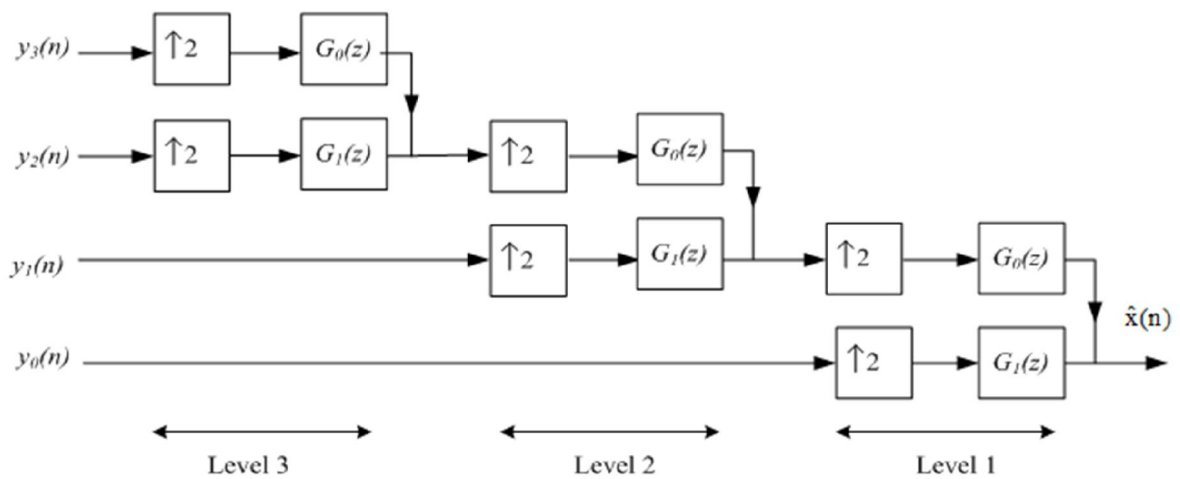 y₃(n) ↑2 G₀(z)
y₂(n) ↑2 G₁(z) ↑2 G₀(z)
y₁(n) ↑2 G₁(z) ↑2 G₀(z)
x̂(n)
y₀(n) ↑2 G₁(z)
Level 3 Level 2 Level 1